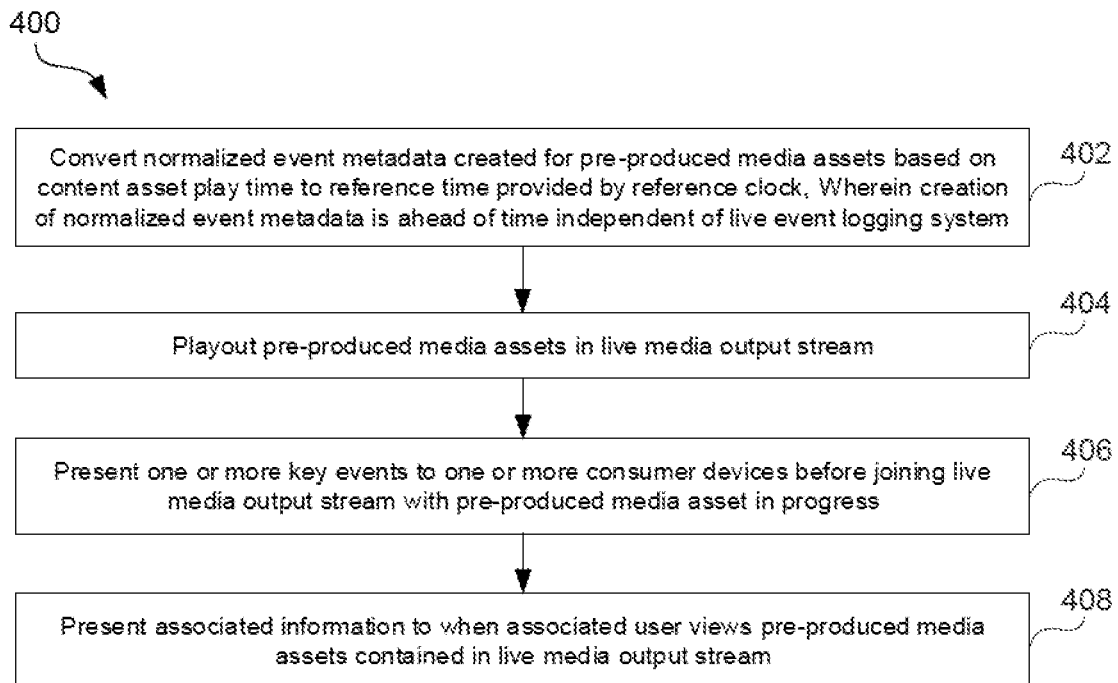 400
Convert normalized event metadata created for pre-produced media assets based on
content asset play time to reference time provided by reference clock, Wherein creation
of normalized event metadata is ahead of time independent of live event logging system
402
Playout pre-produced media assets in live media output stream
404
Present one or more key events to one or more consumer devices before joining live
media output stream with pre-produced media asset in progress
406
Present associated information to when associated user views pre-produced media
assets contained in live media output stream
408